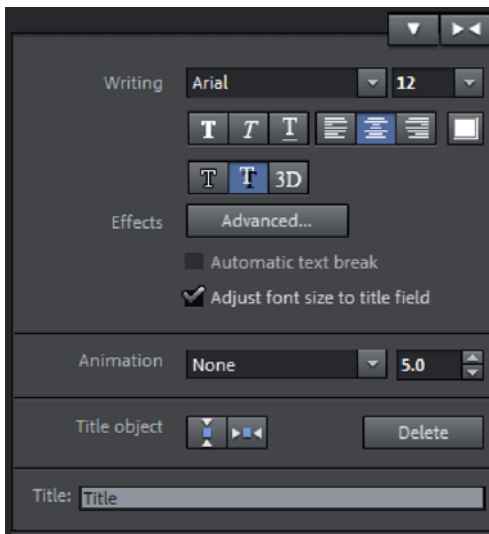 Writing Arial 12
T T T
T T 3D
Effects Advanced...
Automatic text break
Adjust font size to title field
Animation None 5.0
Title object Delete
Title: Title